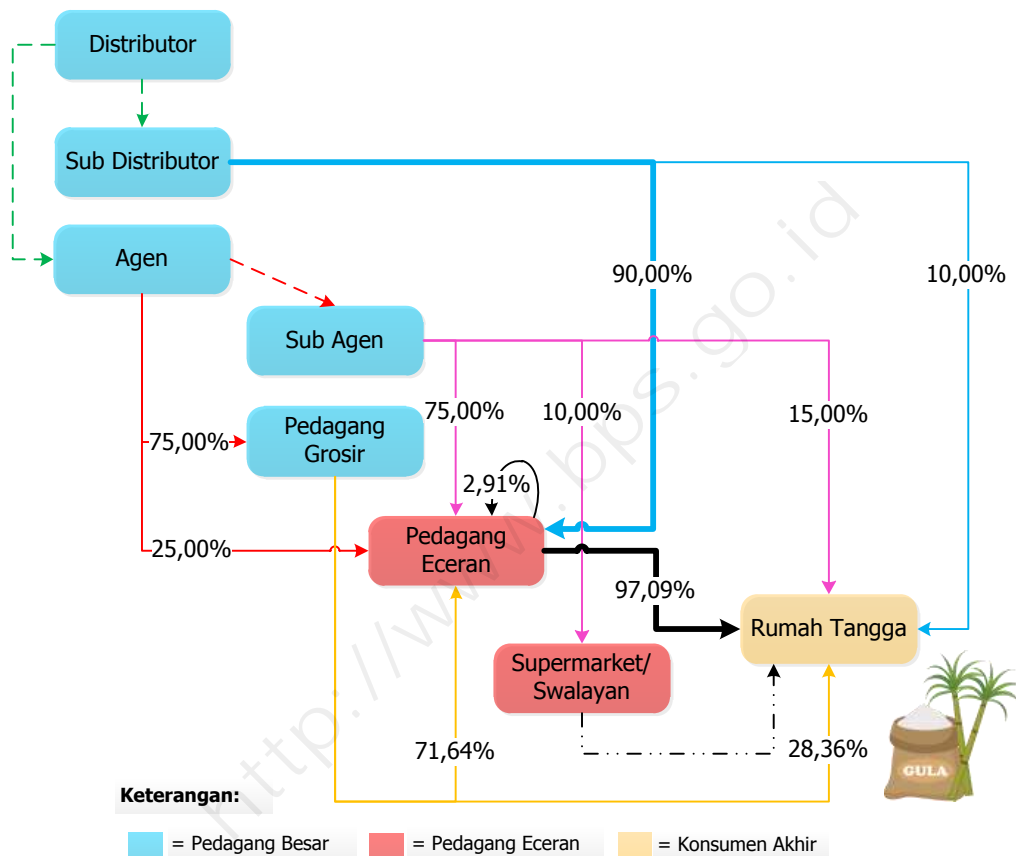 Distributor
Sub Distributor
Agen
90,00%
10,00%
Sub Agen
75,00%
10,00%
15,00%
75,00%
Pedagang
Grosir
2,91%
Pedagang
Eceran
25,00%
97,09%
Rumah Tangga
Supermarket/
Swalayan
71,64%
28,36%
GULA
Keterangan:
= Pedagang Besar
= Pedagang Eceran
= Konsumen Akhir
http://www.bps.go.id